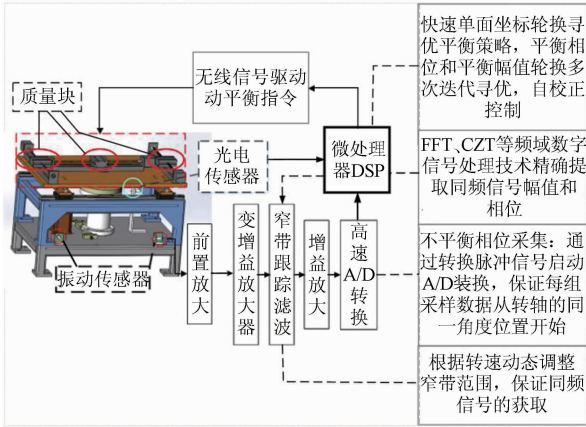 快速单面坐标轮换寻
优平衡策略，平衡相
位和平衡幅值轮换多
次迭代寻优，自校正
控制
无线信号驱动
动平衡指令
质量块
光电
传感器
微处理
器DSP
FFT、CZT等频域数字
信号处理技术精确提
取同频信号幅值和
相位
振动传感器
前置放大
变增益放大器
窄带跟踪滤波
增益放大
高速
A/D
转换
不平衡相位采集：通
过转换脉冲信号启动
A/D装换，保证每组
采样数据从转轴的同
一角度位置开始
根据转速动态调整
窄带范围，保证同频
信号的获取